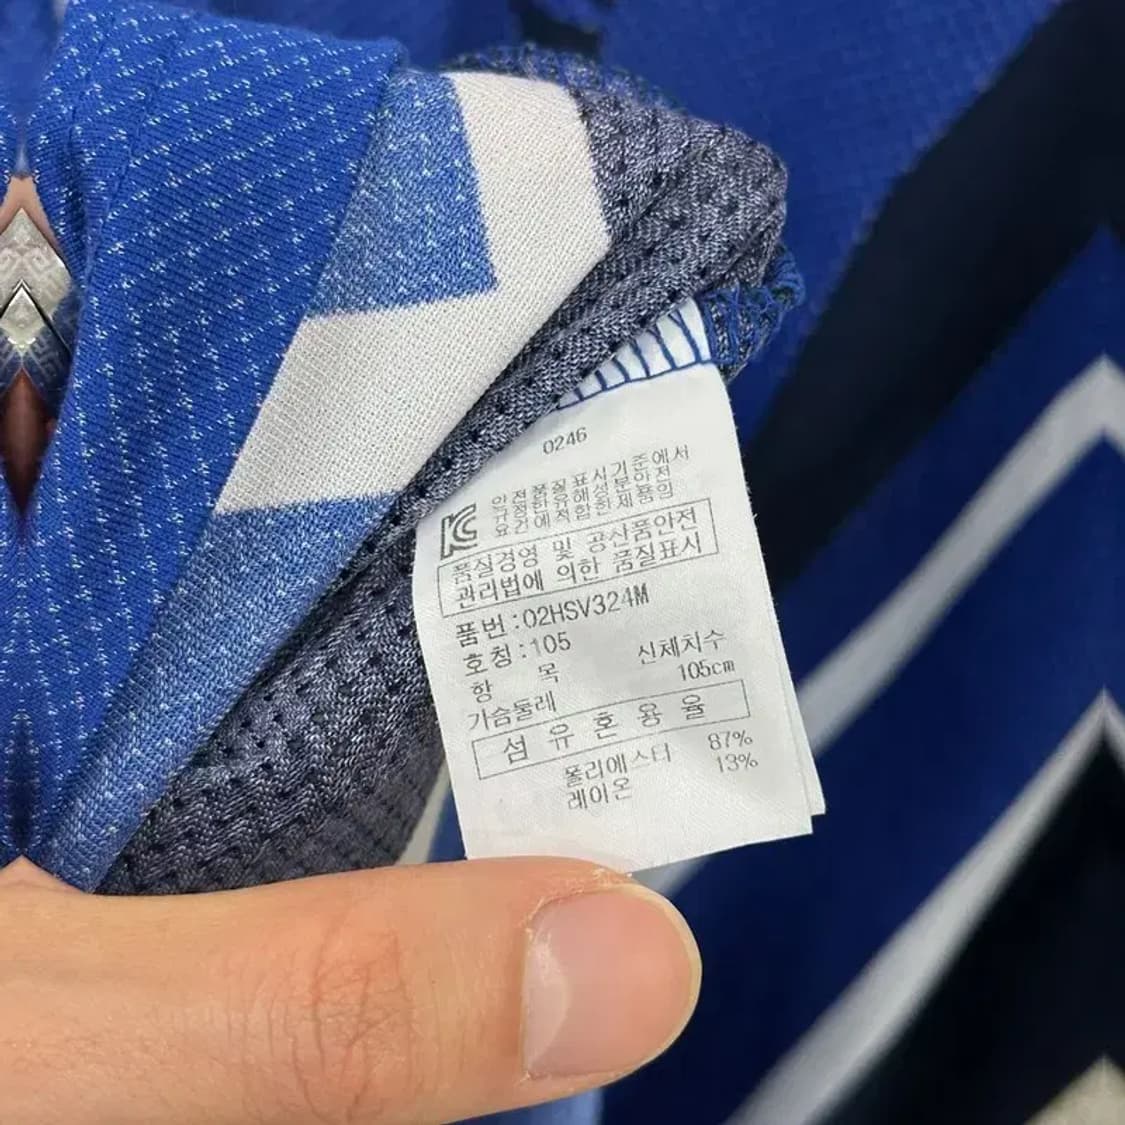 0246
안전품질표시기준에서
규정한유해성부하전
요건에적합한제품의
품질경영 및 공산품안전
관리법에 의한 품질표시
품번:02HSV324M
호칭:105
항 목 신체치수
가슴둘레 105cm
섬 유 혼 용 율
폴리에스터 87%
레이온 13%